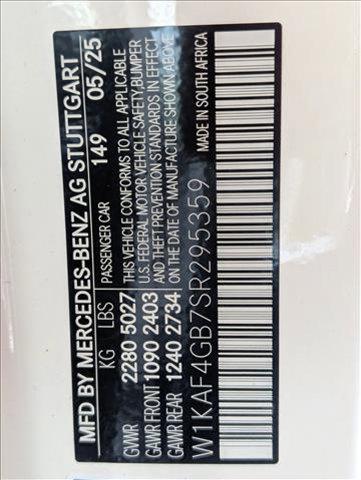 MFD BY MERCEDES-BENZ AG STUTTGART
KG LBS PASSENGER CAR 149 05/25
GVWR 2280 5027 THIS VEHICLE CONFORMS TO ALL APPLICABLE
U.S. FEDERAL MOTOR VEHICLE SAFETY, BUMPER
GAWR FRONT 1090 2403 AND THEFT PREVENTION STANDARDS IN EFFECT
GAWR REAR 1240 2734 ON THE DATE OF MANUFACTURE SHOWN ABOVE
W1KAF4GB7SR295359 MADE IN SOUTH AFRICA